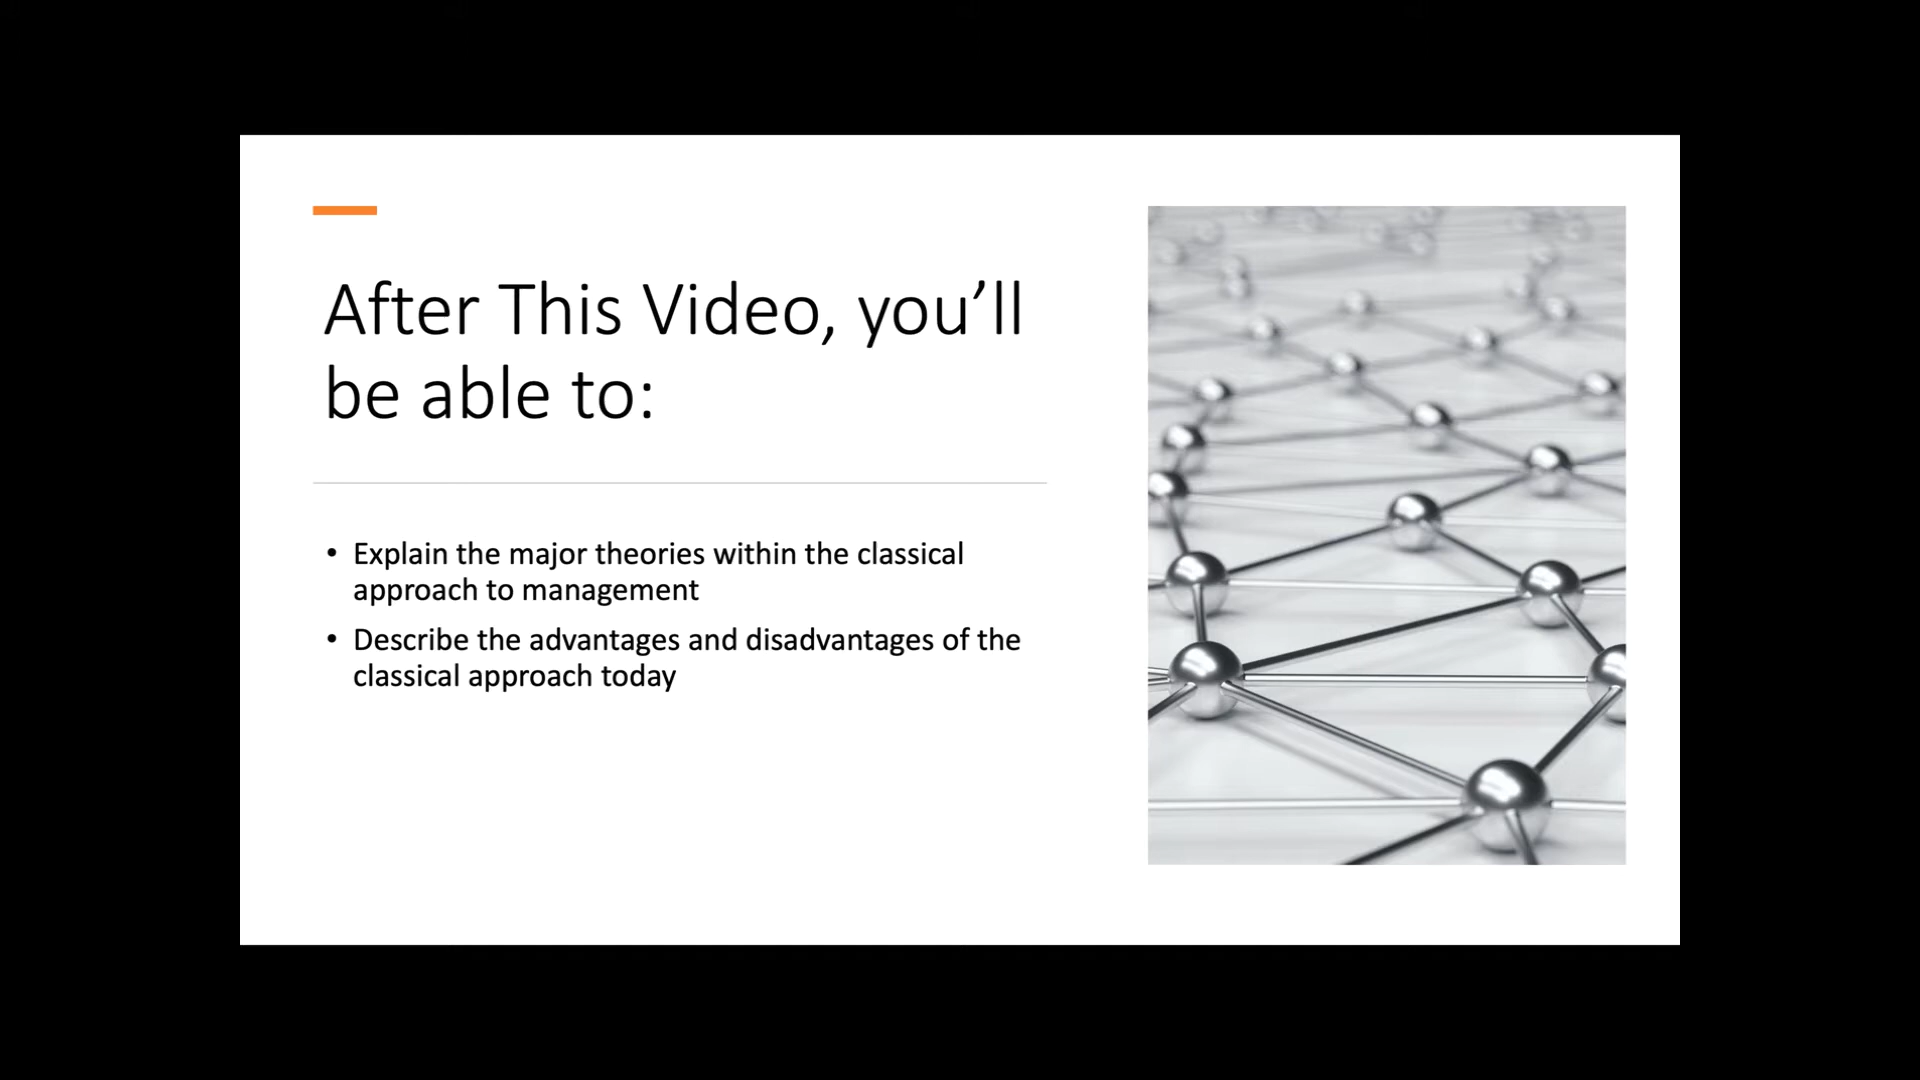 After This Video, you’ll
be able to:
• Explain the major theories within the classical
approach to management
• Describe the advantages and disadvantages of the
classical approach today